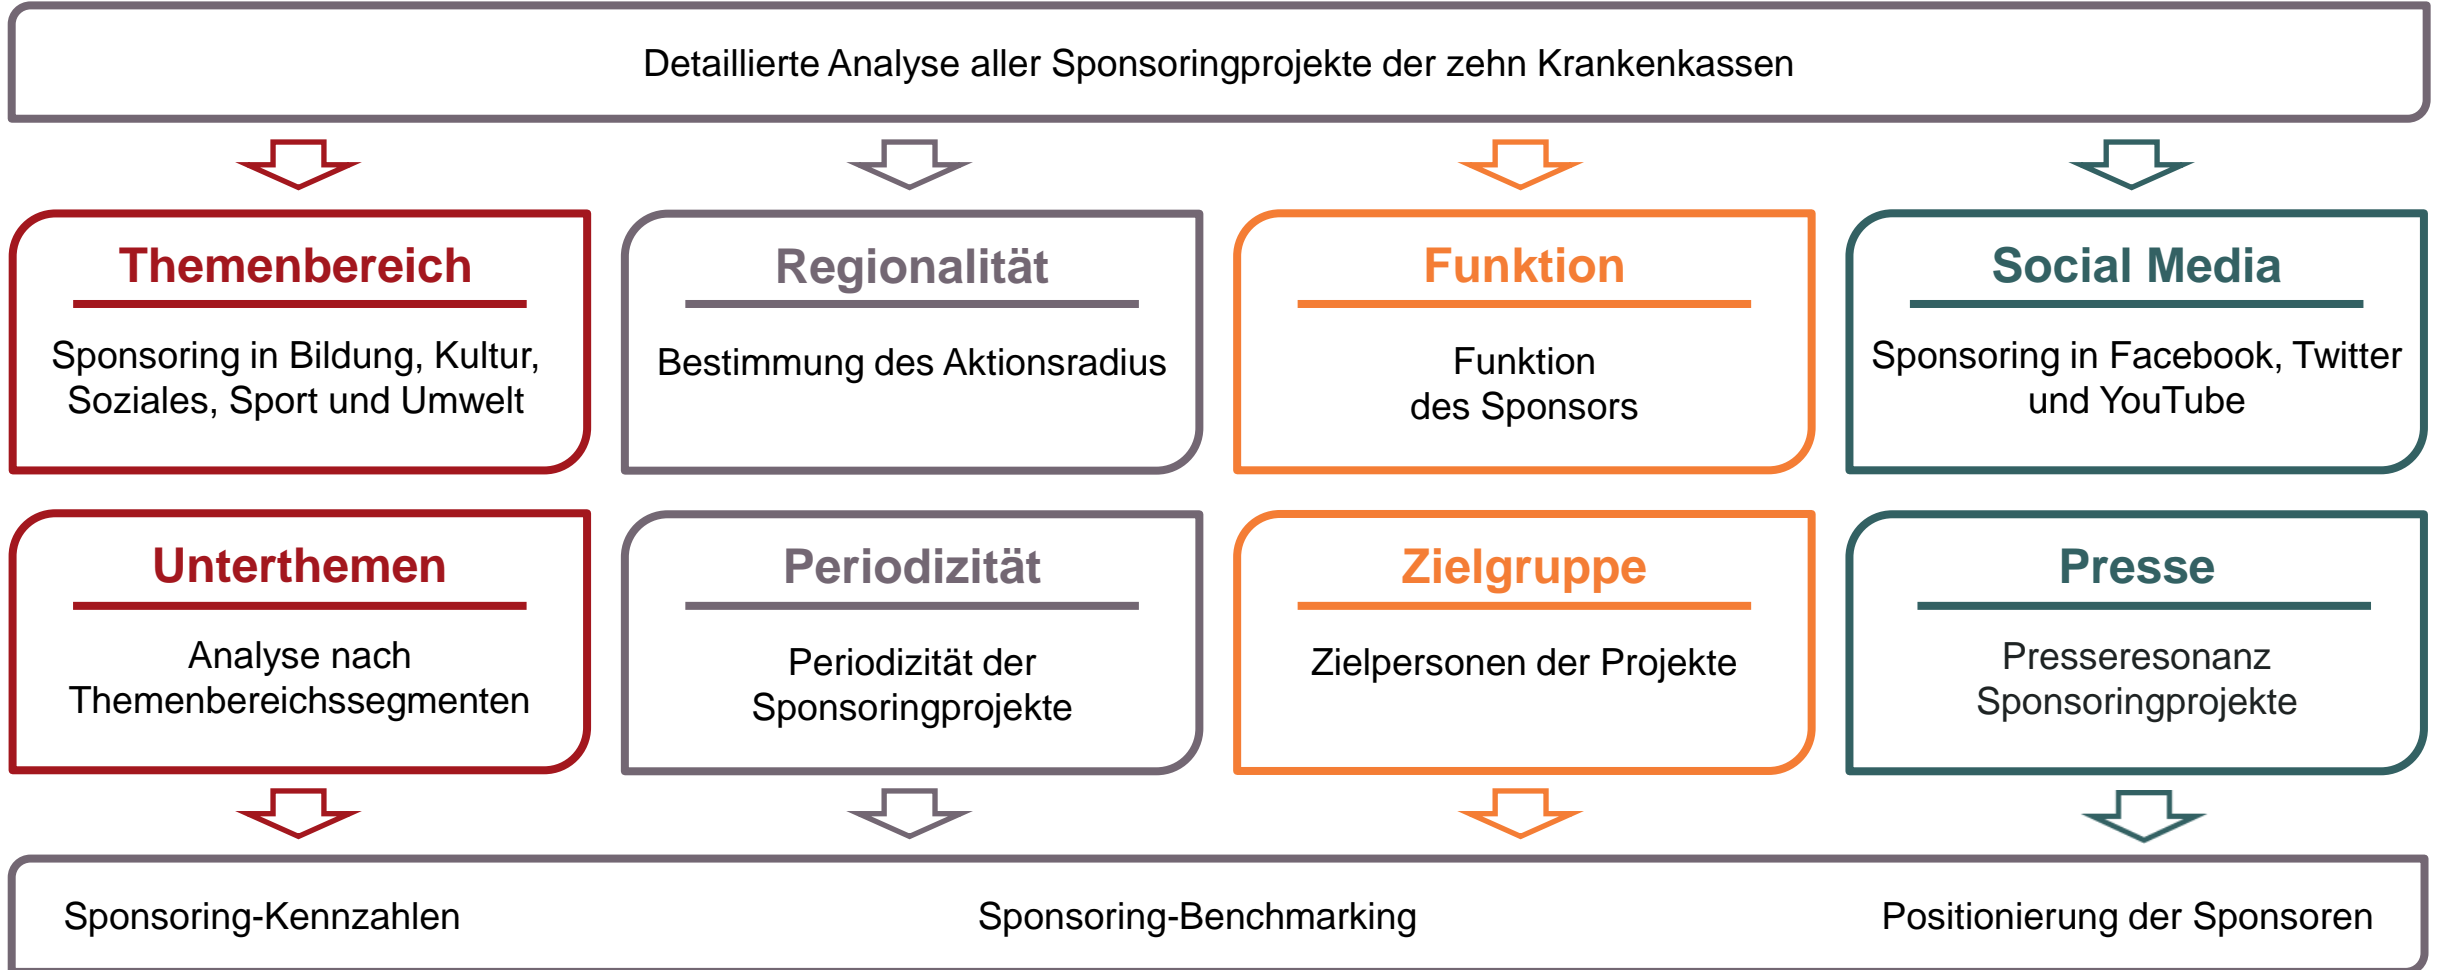 Detaillierte Analyse aller Sponsoringprojekte der zehn Krankenkassen
Themenbereich
Sponsoring in Bildung, Kultur,
Soziales, Sport und Umwelt
Regionalität
Bestimmung des Aktionsradius
Funktion
Funktion
des Sponsors
Social Media
Sponsoring in Facebook, Twitter
und YouTube
Unterthemen
Analyse nach
Themenbereichssegmenten
Periodizität
Periodizität der
Sponsoringprojekte
Zielgruppe
Zielpersonen der Projekte
Presse
Presseresonanz
Sponsoringprojekte
Sponsoring-Kennzahlen
Sponsoring-Benchmarking
Positionierung der Sponsoren